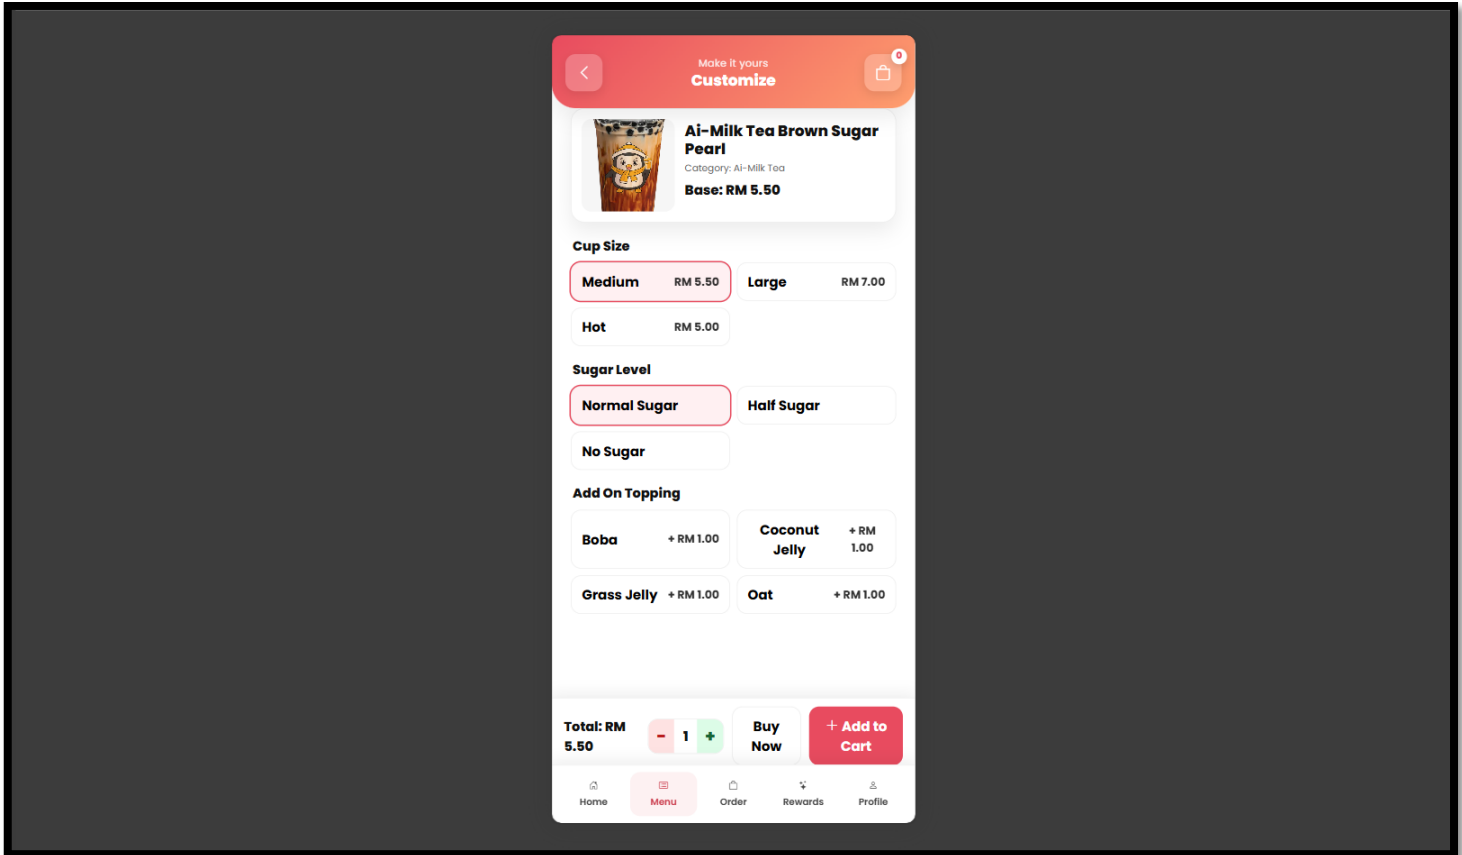 Make it yours
Customize
0
Ai-Milk Tea Brown Sugar
Pearl
Category: Ai-Milk Tea
Base: RM 5.50
Cup Size
Medium RM 5.50
Large RM 7.00
Hot RM 5.00
Sugar Level
Normal Sugar
Half Sugar
No Sugar
Add On Topping
Boba + RM 1.00
Coconut
Jelly
+ RM
1.00
Grass Jelly + RM 1.00
Oat + RM 1.00
Total: RM
5.50
- 1 +
Buy
Now
+ Add to
Cart
Home
Menu
Order
Rewards
Profile